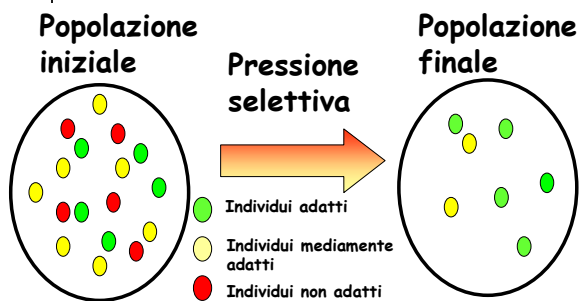 Popolazione
iniziale
Pressione
selettiva
Popolazione
finale
Individui adatti
Individui mediamente
adatti
Individui non adatti